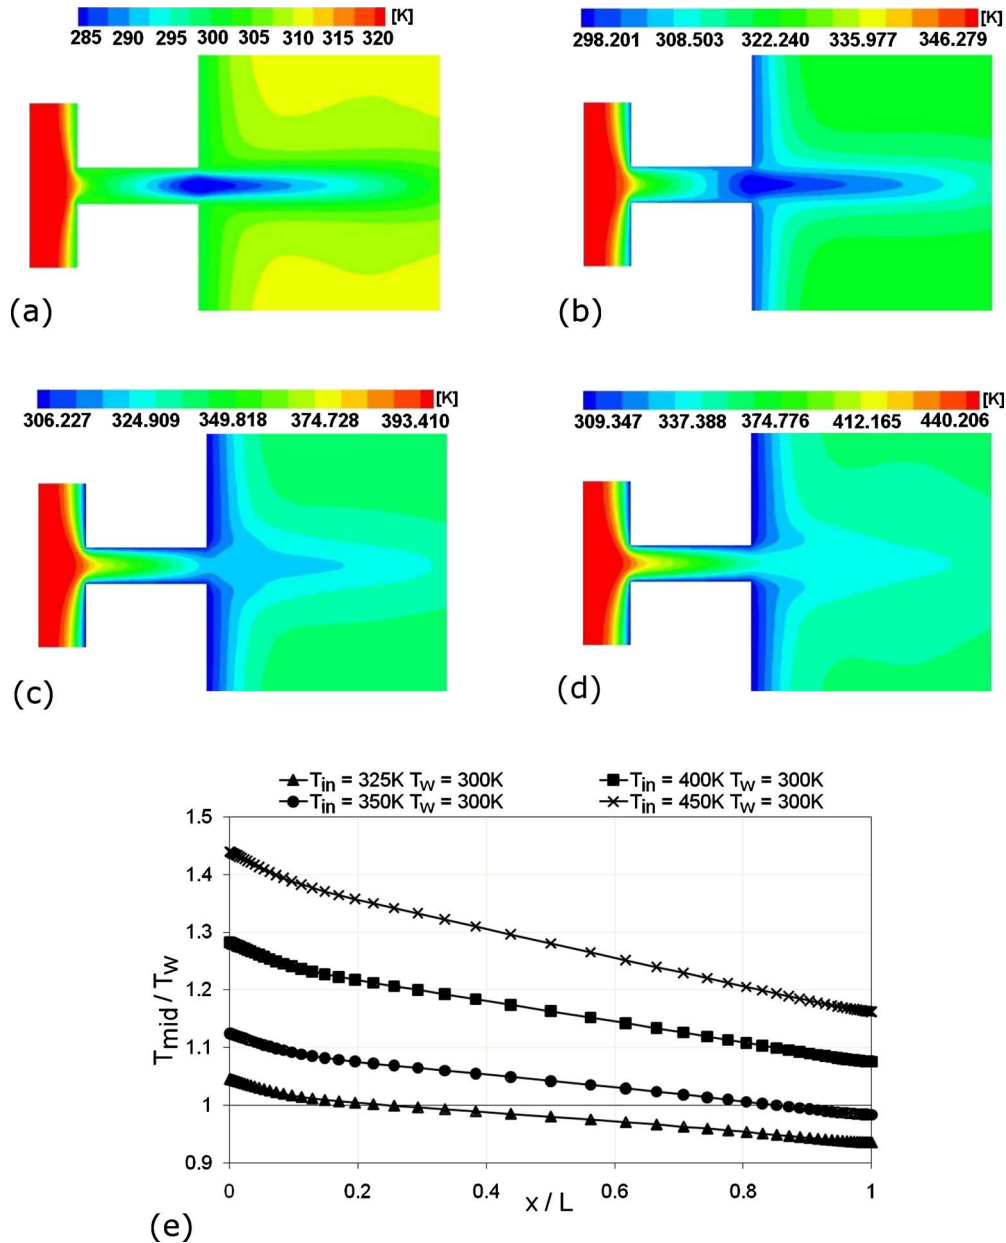 [K]
285 290 295 300 305 310 315 320
(a)
[K]
298.201 308.503 322.240 335.977 346.279
(b)
[K]
306.227 324.909 349.818 374.728 393.410
(c)
[K]
309.347 337.388 374.776 412.165 440.206
(d)
T_in = 325K T_W = 300K
T_in = 400K T_W = 300K
T_in = 350K T_W = 300K
T_in = 450K T_W = 300K
T_mid / T_W
1.5
1.4
1.3
1.2
1.1
1
0.9
0 0.2 0.4 0.6 0.8 1
x / L
(e)